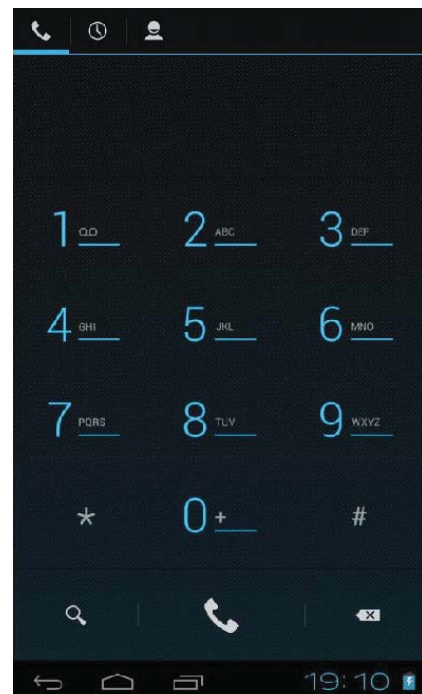 1 2 ABC 3 DEF
4 GHI 5 JKL 6 MNO
7 PQRS 8 TUV 9 WXYZ
* 0 + #
19:10